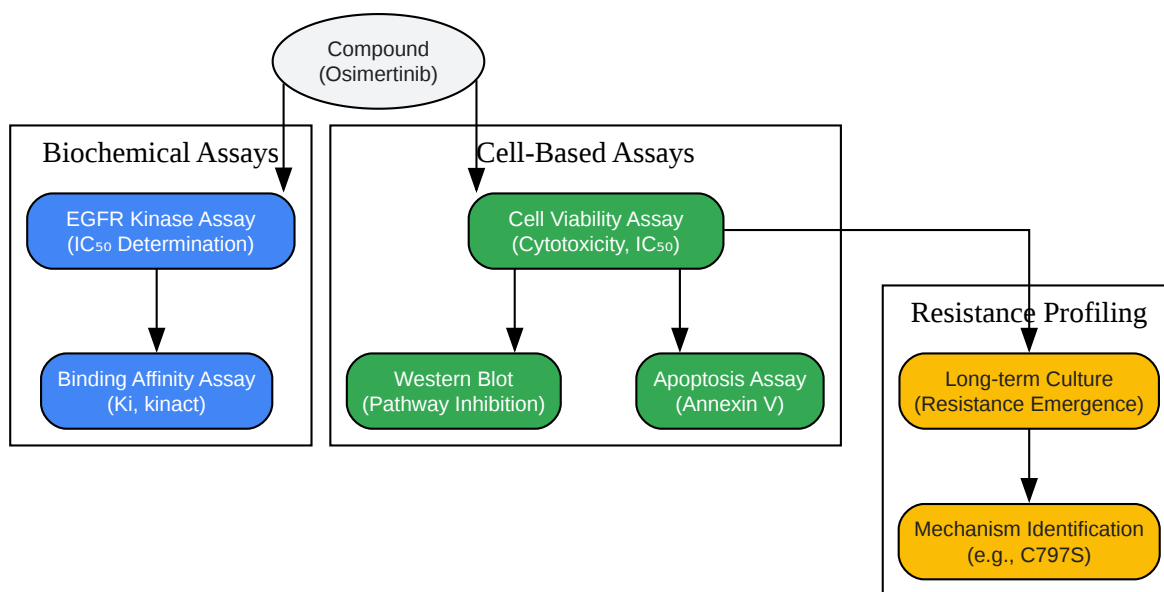 Compound
(Osimertinib)
Biochemical Assays
EGFR Kinase Assay
(IC₅₀ Determination)
Binding Affinity Assay
(Ki, kinact)
Cell-Based Assays
Cell Viability Assay
(Cytotoxicity, IC₅₀)
Western Blot
(Pathway Inhibition)
Apoptosis Assay
(Annexin V)
Resistance Profiling
Long-term Culture
(Resistance Emergence)
Mechanism Identification
(e.g., C797S)